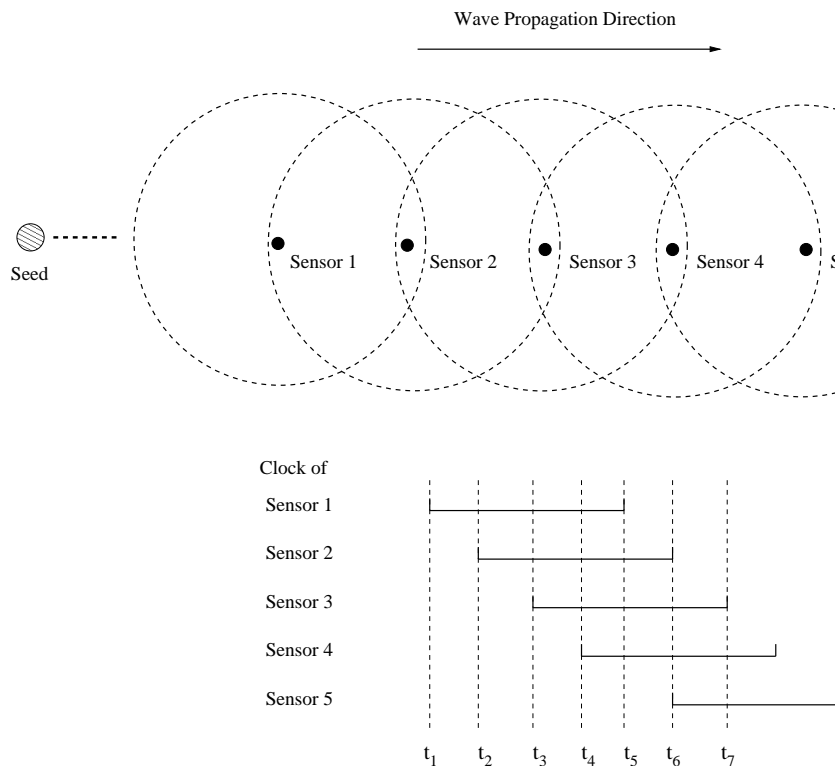 Wave Propagation Direction
Sensor 1
Sensor 2
Sensor 3
Sensor 4
S
Seed
Clock of
Sensor 1
Sensor 2
Sensor 3
Sensor 4
Sensor 5
t1 t2 t3 t4 t5 t6 t7